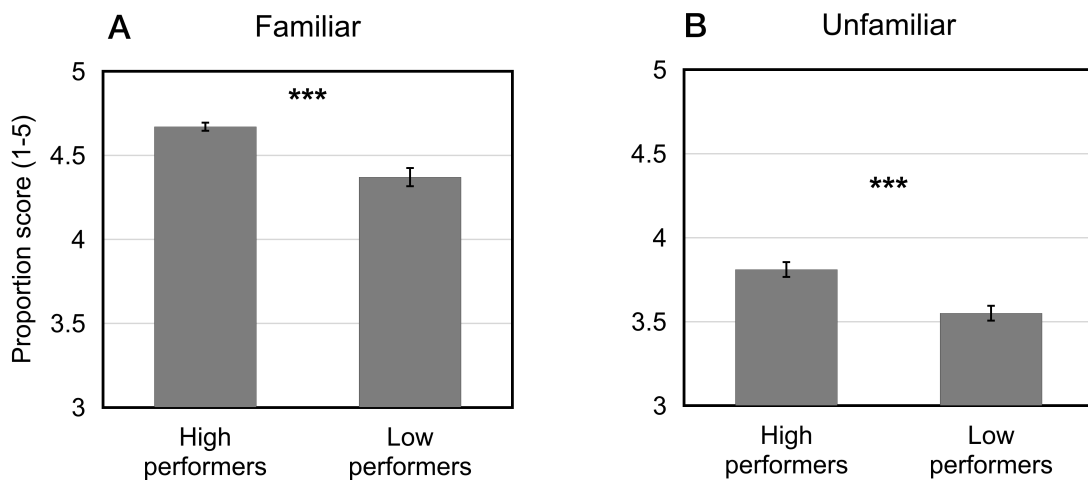 A Familiar
Proportion score (1-5)
5
4.5
4
3.5
3
***
High
performers
Low
performers
B Unfamiliar
5
4.5
4
3.5
3
***
High
performers
Low
performers